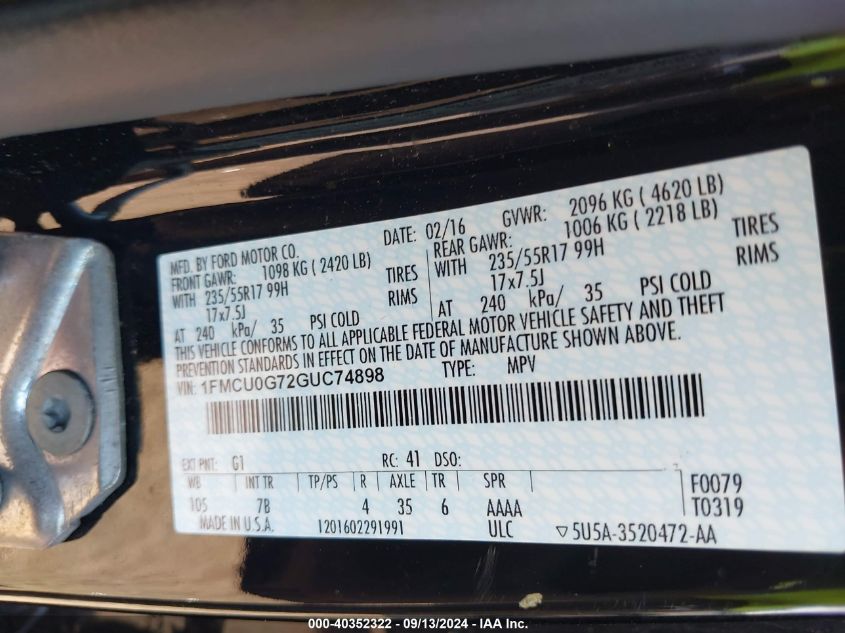 MFD. BY FORD MOTOR CO. DATE: 02/16 GVWR: 2096 KG ( 4620 LB)
FRONT GAWR: 1098 KG ( 2420 LB) REAR GAWR: 1006 KG ( 2218 LB)
WITH 235/55R17 99H TIRES WITH 235/55R17 99H TIRES
17x7.5J RIMS 17x7.5J RIMS
AT 240 kPa/ 35 PSI COLD AT 240 kPa/ 35 PSI COLD
THIS VEHICLE CONFORMS TO ALL APPLICABLE FEDERAL MOTOR VEHICLE SAFETY AND THEFT
PREVENTION STANDARDS IN EFFECT ON THE DATE OF MANUFACTURE SHOWN ABOVE.
VIN: 1FMCU0G72GUC74898 TYPE: MPV
EXT PNT: G1 RC: 41 DSO:
WB INT TR TP/PS R AXLE TR SPR F0079
105 7B 4 35 6 AAAA T0319
MADE IN U.S.A. 1201602291991 ULC ▽5U5A-3520472-AA
000-40352322 - 09/13/2024 - IAA Inc.